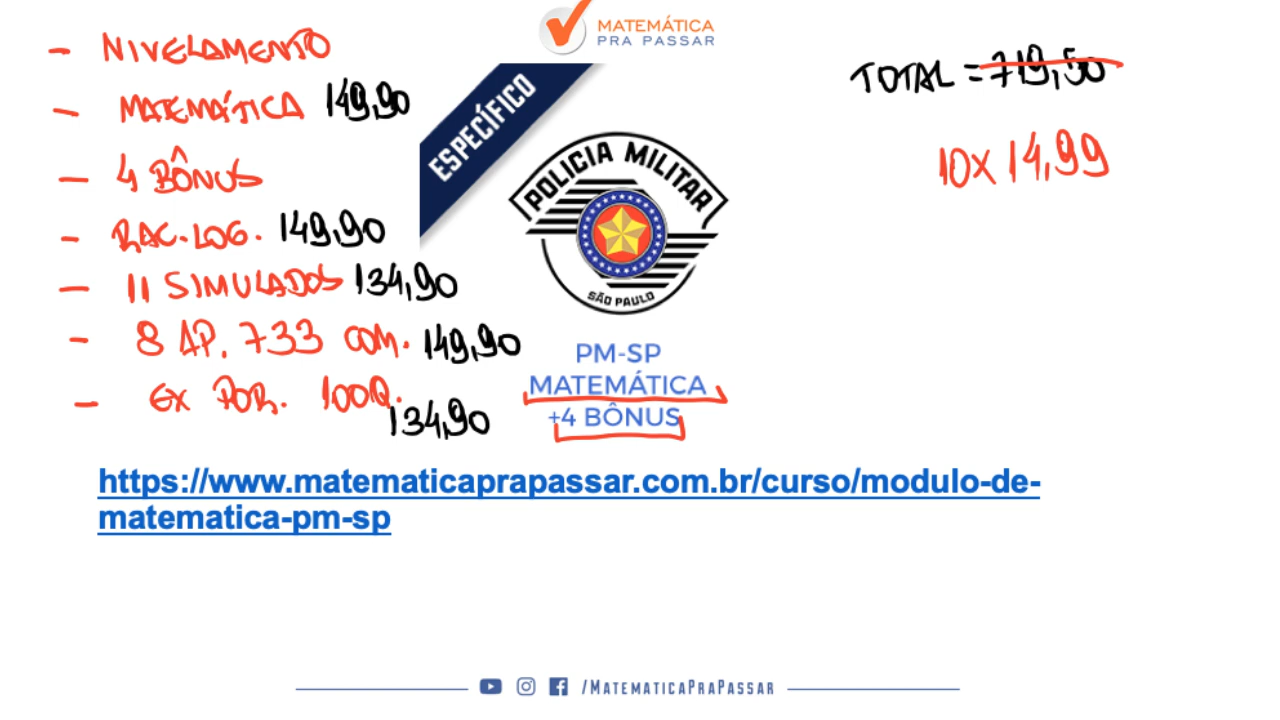 MATEMÁTICA
PRA PASSAR
- NIVELAMENTO
- MATEMÁTICA 149,90
- 4 BÔNUS
- RAC. LOG. 149,90
- 11 SIMULADOS 134,90
- 8 AP. 733 COM. 149,90
- EX POR. 100Q. 134,90
TOTAL = 719,50
10X 14,99
ESPECÍFICO
POLICIA MILITAR
SÃO PAULO
PM-SP
MATEMÁTICA
+4 BÔNUS
https://www.matematicaprapassar.com.br/curso/modulo-de-
matematica-pm-sp
/MATEMATICAPRAPASSAR